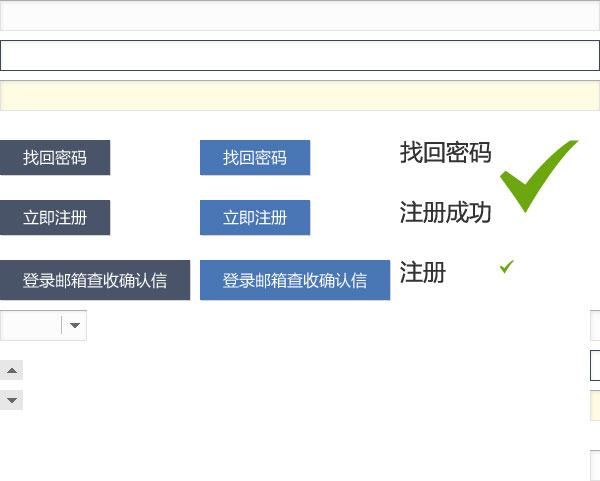 找回密码 找回密码 找回密码
立即注册 立即注册 注册成功
登录邮箱查收确认信 登录邮箱查收确认信 注册